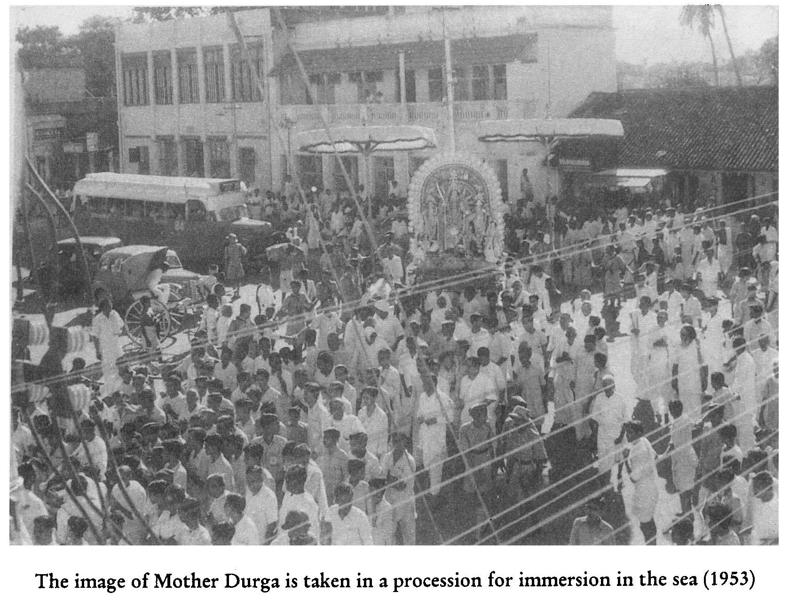 The image of Mother Durga is taken in a procession for immersion in the sea (1953)